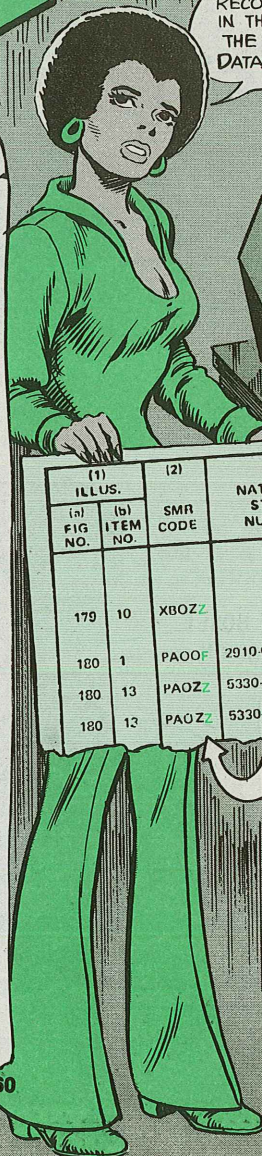 RECO
IN TH
THE
DATA
(1)
ILLUS.
(2)
(a)
FIG
NO.
(b)
ITEM
NO.
SMR
CODE
NAT
S
NU
179 10 XBOZZ
180 1 PAOOF 2910-
180 13 PAOZZ 5330-
180 13 PAOZZ 5330-
60